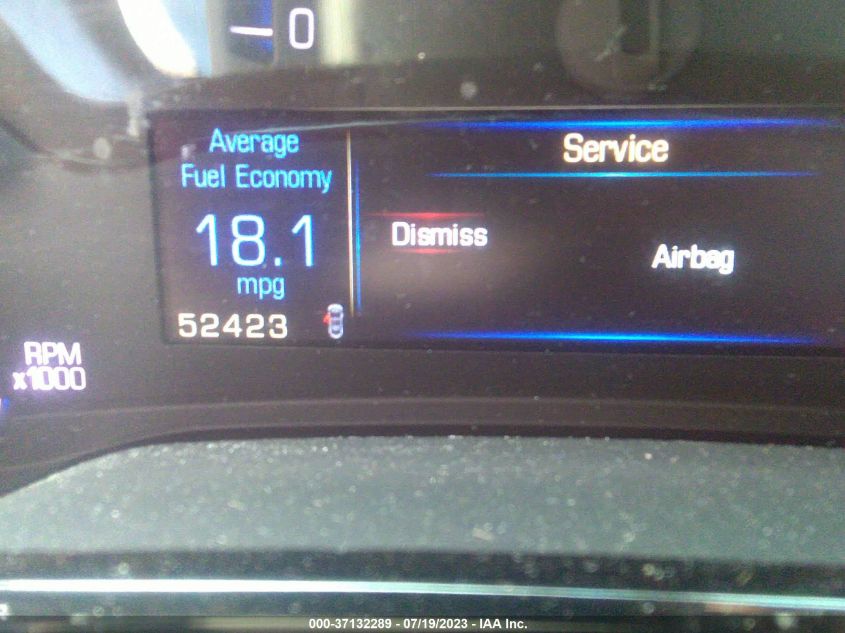 0
Average
Fuel Economy
18.1
mpg
52423
Service
Dismiss
Airbag
RPM
x1000
000-37132289 - 07/19/2023 - IAA Inc.